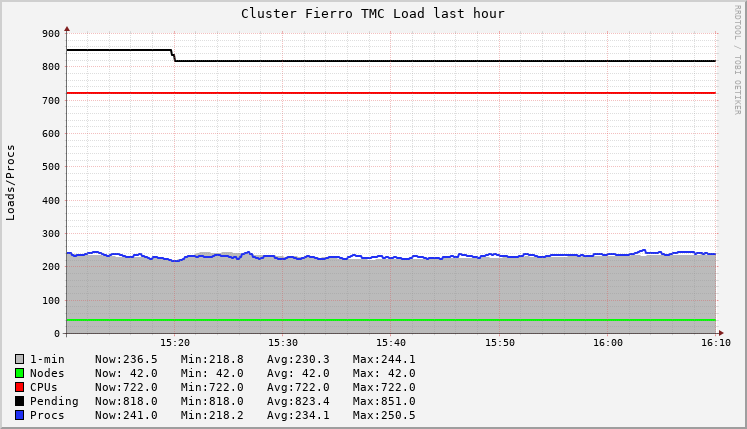 Cluster Fierro TMC Load last hour
RRDTOOL / TOBI OETIKER
Loads/Procs
900
800
700
600
500
400
300
200
100
0
15:20 15:30 15:40 15:50 16:00 16:10
1-min Now:236.5 Min:218.8 Avg:230.3 Max:244.1
Nodes Now: 42.0 Min: 42.0 Avg: 42.0 Max: 42.0
CPUs Now:722.0 Min:722.0 Avg:722.0 Max:722.0
Pending Now:818.0 Min:818.0 Avg:823.4 Max:851.0
Procs Now:241.0 Min:218.2 Avg:234.1 Max:250.5